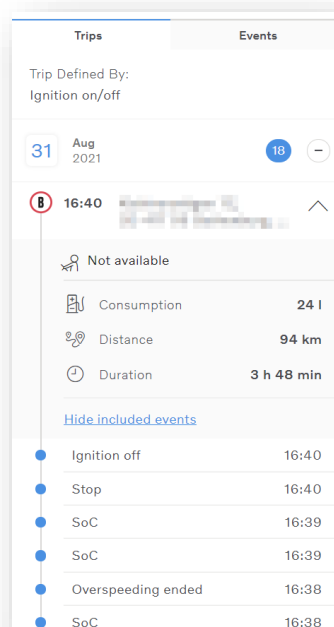 Trips Events
Trip Defined By:
Ignition on/off
31 Aug 18
2021
B 16:40
Not available
Consumption 24 l
Distance 94 km
Duration 3 h 48 min
Hide included events
Ignition off 16:40
Stop 16:40
SoC 16:39
SoC 16:39
Overspeeding ended 16:38
SoC 16:38